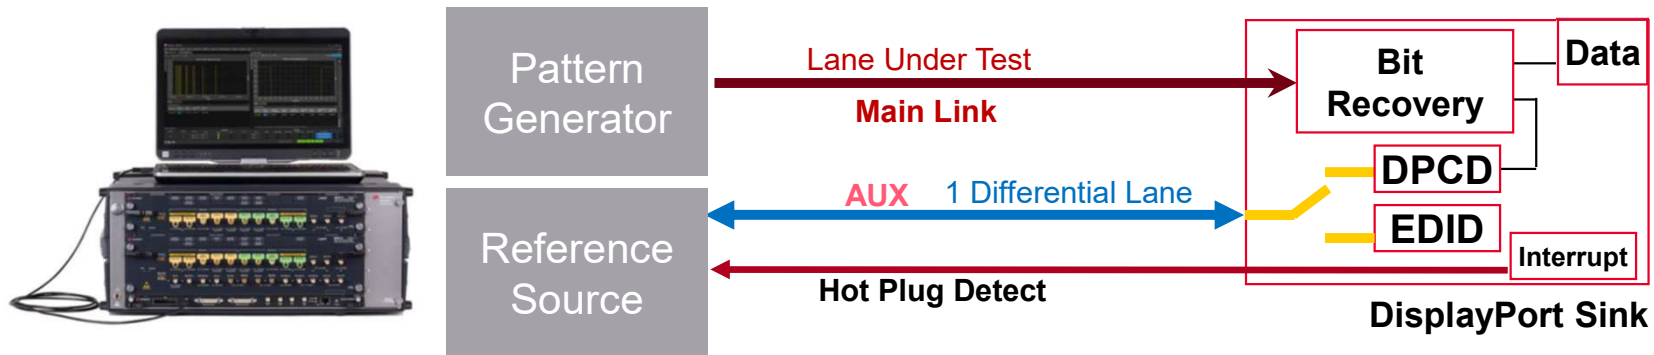 Pattern
Generator
Reference
Source
Lane Under Test
Main Link
AUX 1 Differential Lane
Hot Plug Detect
Bit
Recovery
Data
DPCD
EDID
Interrupt
DisplayPort Sink